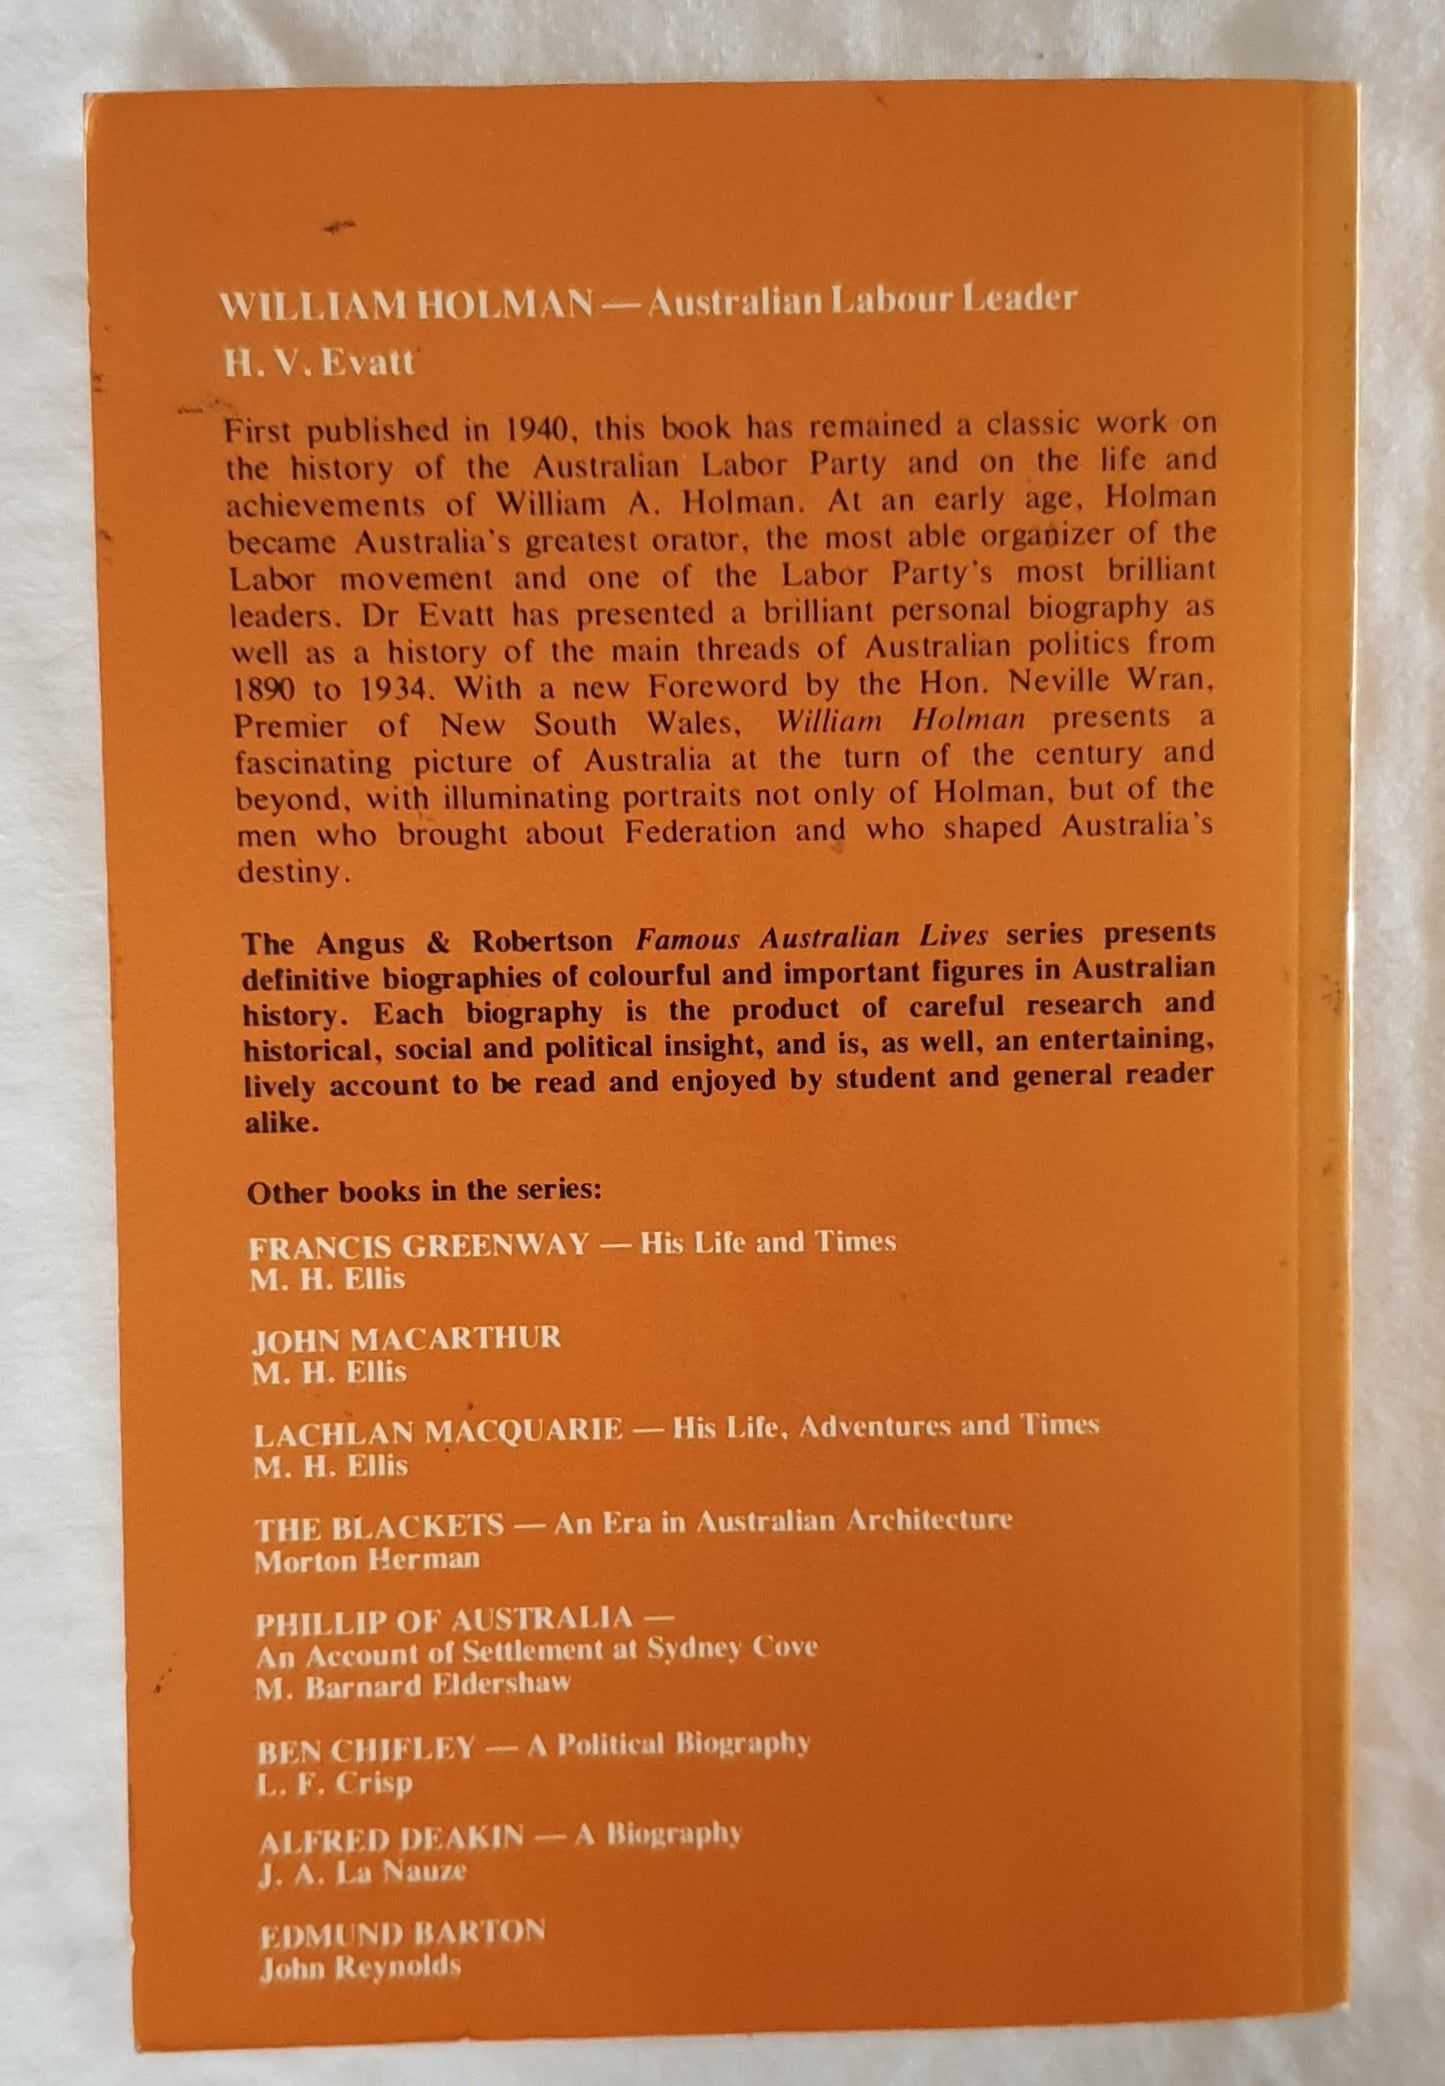 WILLIAM HOLMAN — Australian Labour Leader
H. V. Evatt
First published in 1940, this book has remained a classic work on
the history of the Australian Labor Party and on the life and
achievements of William A. Holman. At an early age, Holman
became Australia's greatest orator, the most able organizer of the
Labor movement and one of the Labor Party's most brilliant
leaders. Dr Evatt has presented a brilliant personal biography as
well as a history of the main threads of Australian politics from
1890 to 1934. With a new Foreword by the Hon. Neville Wran,
Premier of New South Wales, William Holman presents a
fascinating picture of Australia at the turn of the century and
beyond, with illuminating portraits not only of Holman, but of the
men who brought about Federation and who shaped Australia's
destiny.
The Angus & Robertson Famous Australian Lives series presents
definitive biographies of colourful and important figures in Australian
history. Each biography is the product of careful research and
historical, social and political insight, and is, as well, an entertaining,
lively account to be read and enjoyed by student and general reader
alike.
Other books in the series:
FRANCIS GREENWAY — His Life and Times
M. H. Ellis
JOHN MACARTHUR
M. H. Ellis
LACHLAN MACQUARIE — His Life, Adventures and Times
M. H. Ellis
THE BLACKETS — An Era in Australian Architecture
Morton Herman
PHILLIP OF AUSTRALIA —
An Account of Settlement at Sydney Cove
M. Barnard Eldershaw
BEN CHIFLEY — A Political Biography
L. F. Crisp
ALFRED DEAKIN — A Biography
J. A. La Nauze
EDMUND BARTON
John Reynolds